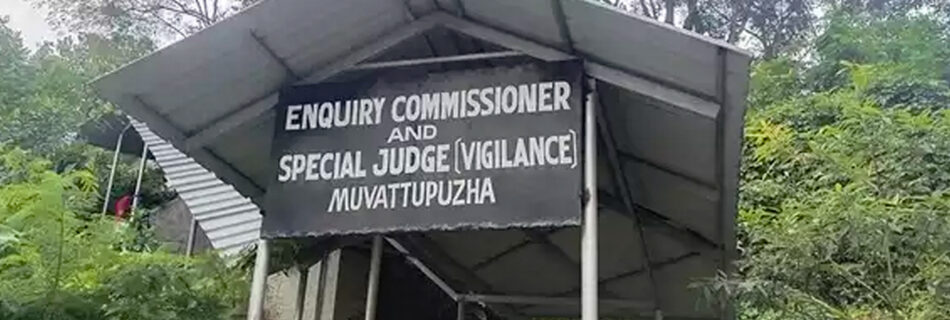 ENQUIRY COMMISSIONER
AND
SPECIAL JUDGE (VIGILANCE)
MUVATTUPUZHA